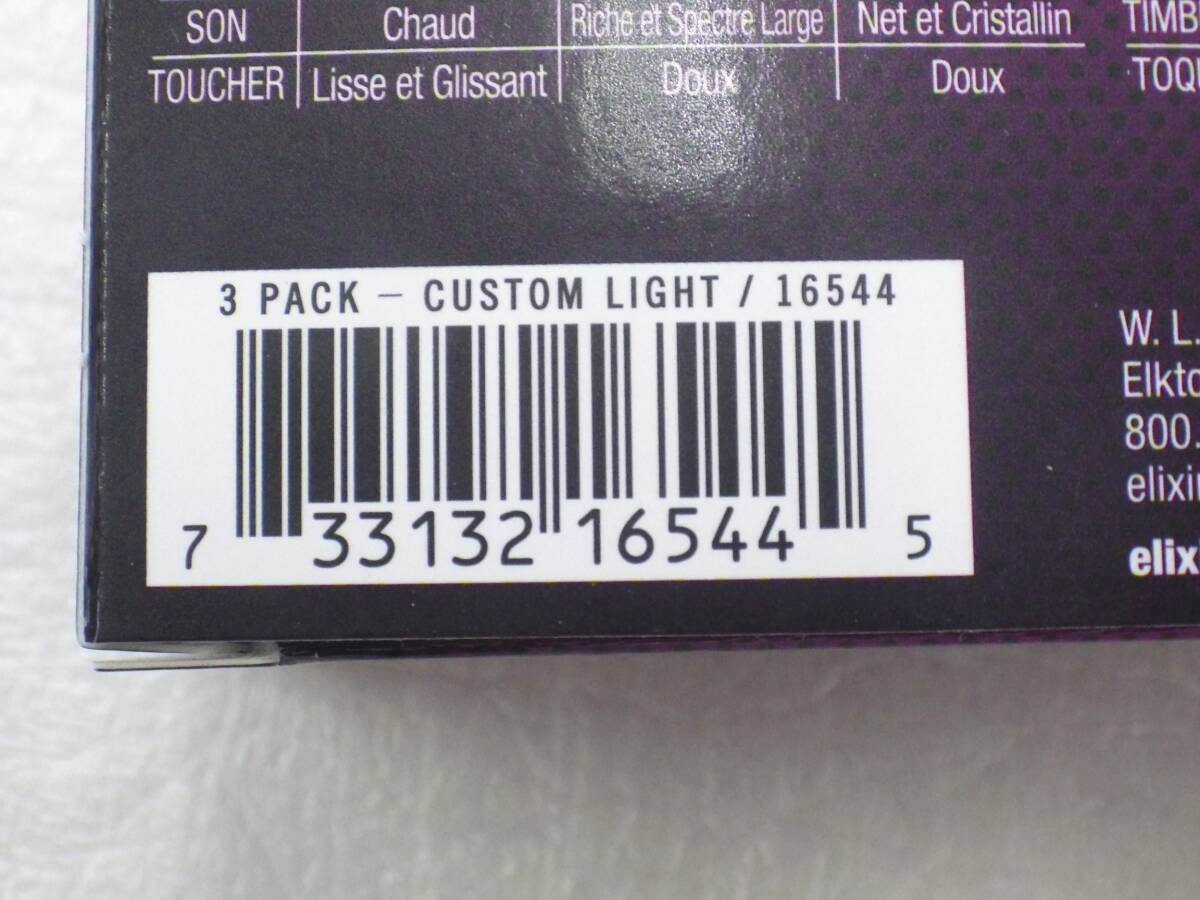 SON Chaud Riche et Spectre Large Net et Cristallin
TOUCHER Lisse et Glissant Doux Doux
3 PACK – CUSTOM LIGHT / 16544
7 33132 16544 5
W. L.
800.